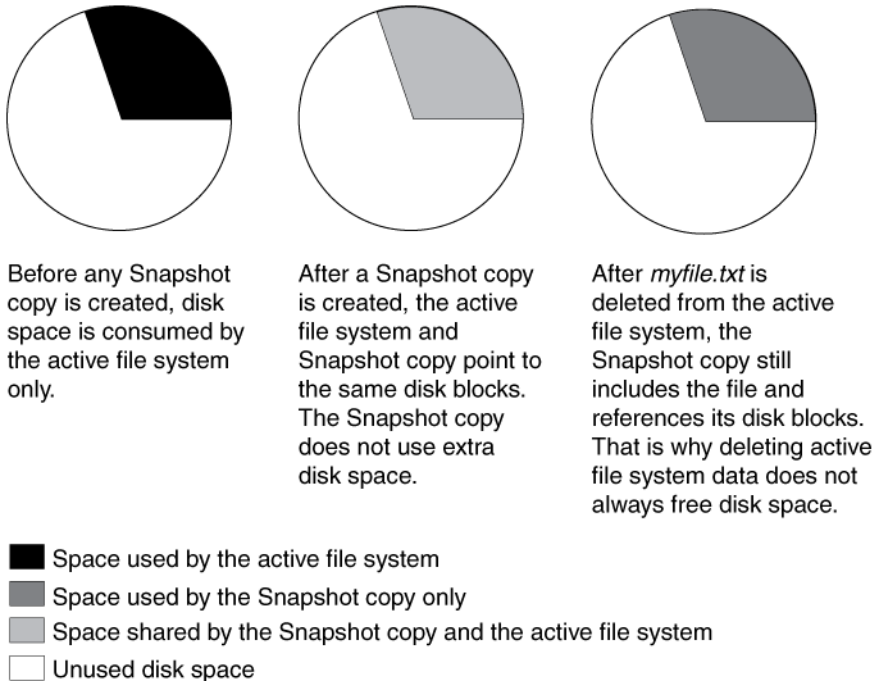 Before any Snapshot
copy is created, disk
space is consumed by
the active file system
only.
After a Snapshot copy
is created, the active
file system and
Snapshot copy point to
the same disk blocks.
The Snapshot copy
does not use extra
disk space.
After myfile.txt is
deleted from the active
file system, the
Snapshot copy still
includes the file and
references its disk blocks.
That is why deleting active
file system data does not
always free disk space.
Space used by the active file system
Space used by the Snapshot copy only
Space shared by the Snapshot copy and the active file system
Unused disk space